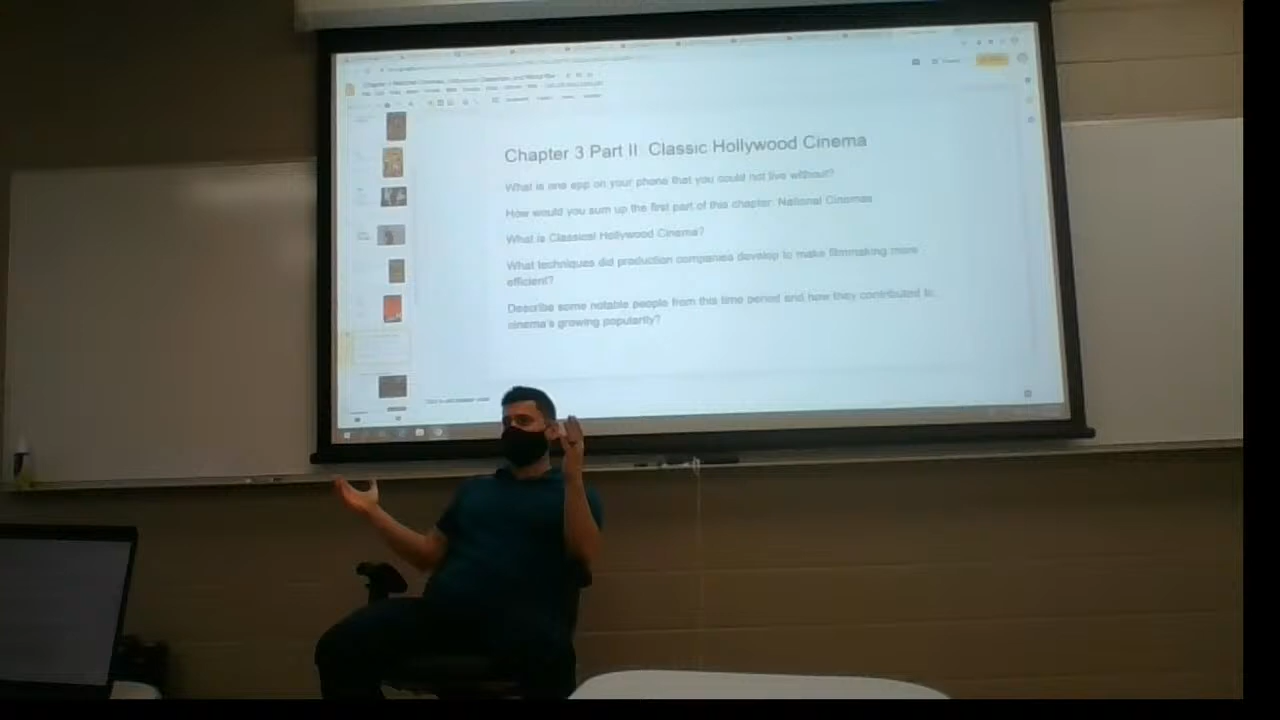 Chapter 3 Part II Classic Hollywood Cinema
What is one app on your phone that you could not live without?
How would you sum up the first part of this chapter: National Cinemas
What is Classical Hollywood Cinema?
What techniques did production companies develop to make filmmaking more
efficient?
Describe some notable people from this time period and how they contributed to
cinema's growing popularity?